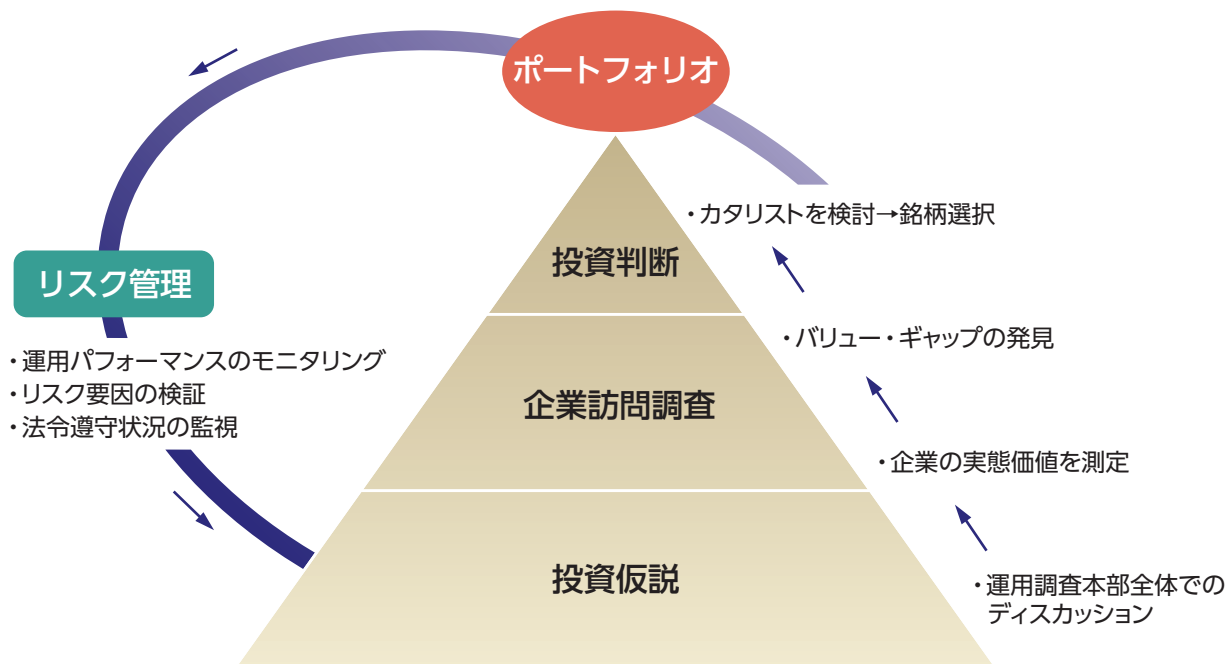 ポートフォリオ
・カタリストを検討→銘柄選択
投資判断
リスク管理
・バリュー・ギャップの発見
・運用パフォーマンスのモニタリング
・リスク要因の検証
・法令遵守状況の監視
企業訪問調査
・企業の実態価値を測定
投資仮説
・運用調査本部全体での
ディスカッション